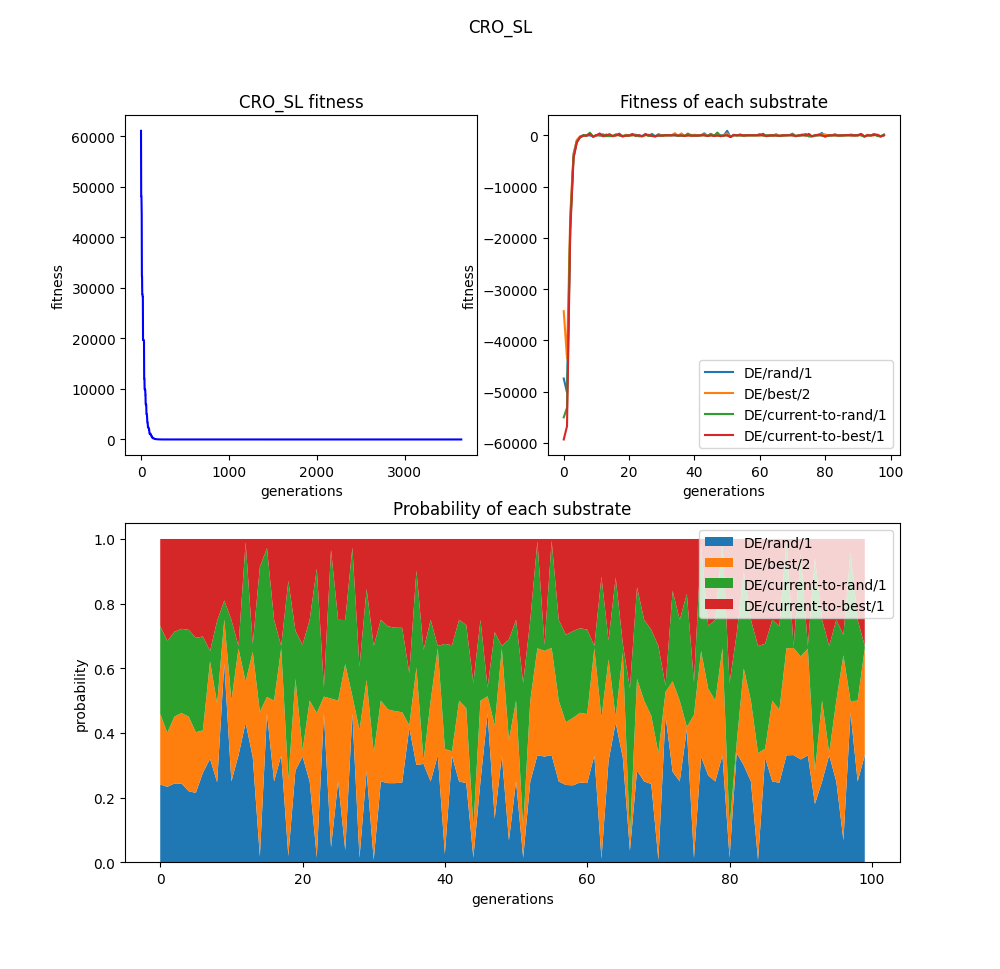 CRO_SL
CRO_SL fitness
fitness
60000
50000
40000
30000
20000
10000
0
0 1000 2000 3000
generations
Fitness of each substrate
fitness
0
−10000
−20000
−30000
−40000
−50000
−60000
DE/rand/1
DE/best/2
DE/current-to-rand/1
DE/current-to-best/1
0 20 40 60 80 100
generations
Probability of each substrate
probability
1.0
0.8
0.6
0.4
0.2
0.0
DE/rand/1
DE/best/2
DE/current-to-rand/1
DE/current-to-best/1
0 20 40 60 80 100
generations